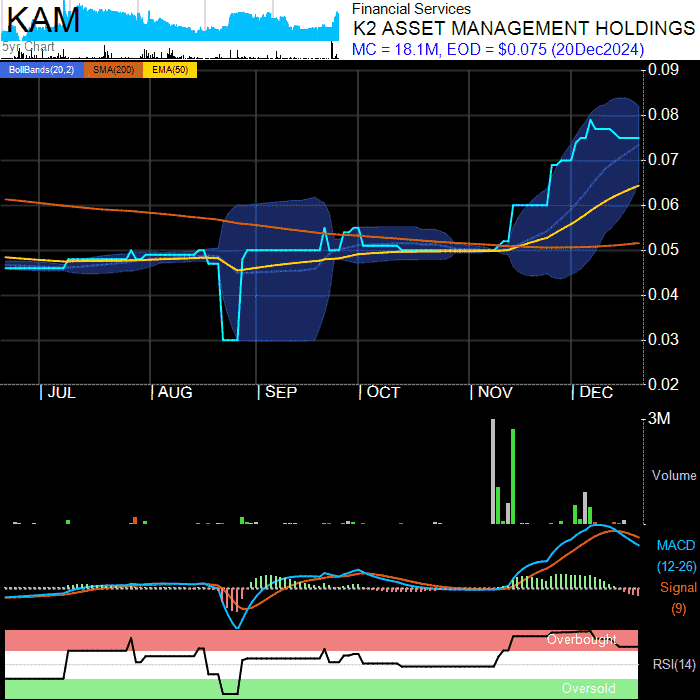 KAM
5yr Chart
Financial Services
K2 ASSET MANAGEMENT HOLDINGS
MC = 18.1M, EOD = $0.075 (20Dec2024)
BollBands(20,2) SMA(200) EMA(50)
0.09
0.08
0.07
0.06
0.05
0.04
0.03
0.02
JUL AUG SEP OCT NOV DEC
3M
Volume
MACD
(12-26)
Signal
(9)
Overbought
RSI(14)
Oversold